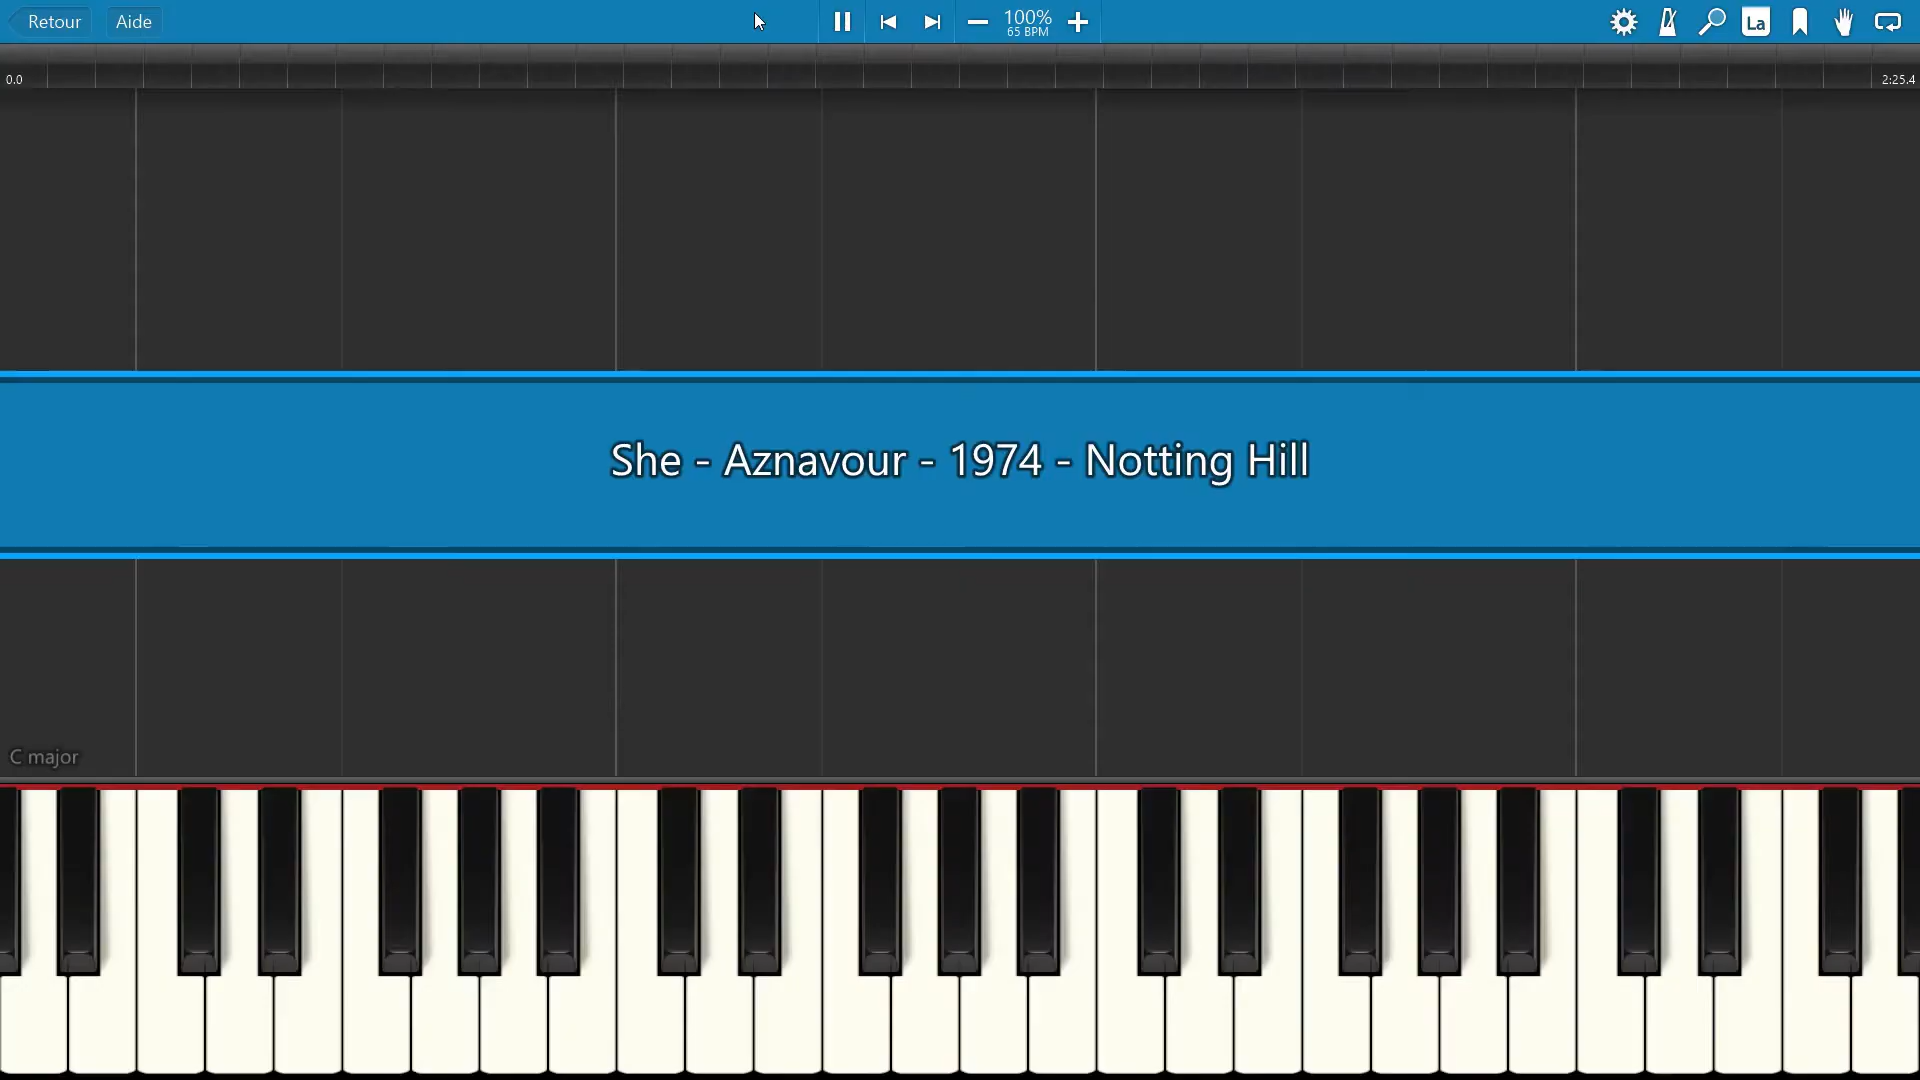 Retour
Aide
100%
65 BPM
La
0.0
2:25.4
She - Aznavour - 1974 - Notting Hill
C major